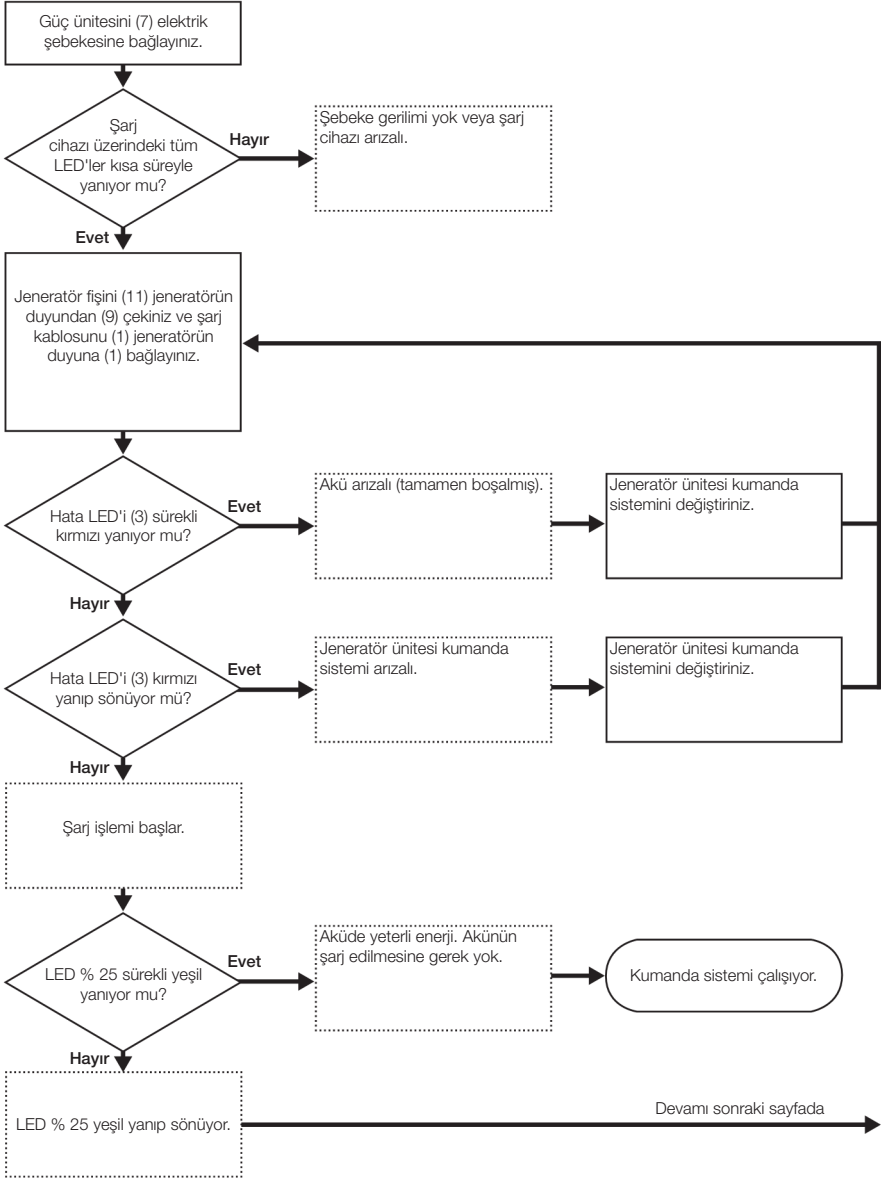 Güç ünitesini (7) elektrik
şebekesine bağlayınız.
Şarj
cihazı üzerindeki tüm
LED'ler kısa süreyle
yanıyor mu?
Hayır
Şebeke gerilimi yok veya şarj
cihazı arızalı.
Evet
Jeneratör fişini (11) jeneratörün
duyundan (9) çekiniz ve şarj
kablosunu (1) jeneratörün
duyuna (1) bağlayınız.
Hata LED'i (3) sürekli
kırmızı yanıyor mu?
Evet
Akü arızalı (tamamen boşalmış).
Jeneratör ünitesi kumanda
sistemini değiştiriniz.
Hayır
Hata LED'i (3) kırmızı
yanıp sönüyor mü?
Evet
Jeneratör ünitesi kumanda
sistemi arızalı.
Jeneratör ünitesi kumanda
sistemini değiştiriniz.
Hayır
Şarj işlemi başlar.
LED % 25 sürekli yeşil
yanıyor mu?
Evet
Aküde yeterli enerji. Akünün
şarj edilmesine gerek yok.
Kumanda sistemi çalışıyor.
Hayır
LED % 25 yeşil yanıp sönüyor.
Devamı sonraki sayfada